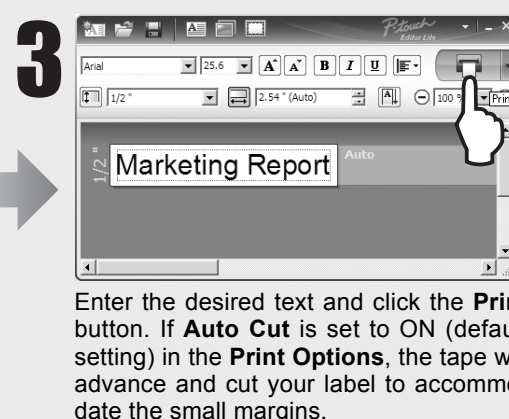 3
P-touch
Editor Lite
Arial 25.6 A A B I U
1/2 " 2.54 " (Auto) A 100 %
Prin
1/2 "
Marketing Report
Auto
Enter the desired text and click the Prin
button. If Auto Cut is set to ON (defau
setting) in the Print Options, the tape w
advance and cut your label to accomme
date the small margins.